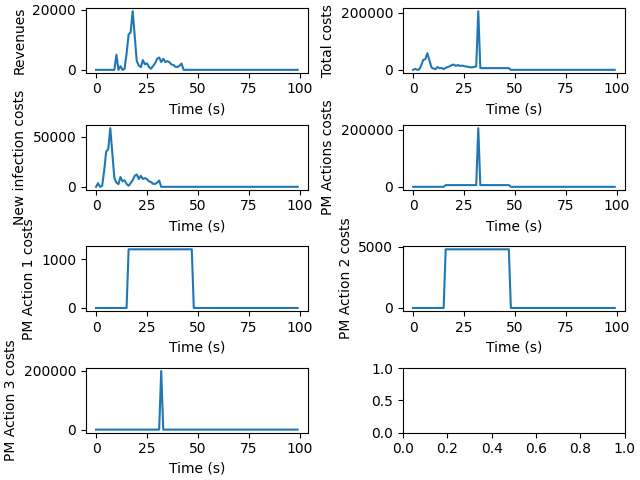 Revenues
20000
0
0 25 50 75 100
Time (s)
Total costs
200000
0
0 25 50 75 100
Time (s)
New infection costs
50000
0
0 25 50 75 100
Time (s)
PM Actions costs
200000
0
0 25 50 75 100
Time (s)
PM Action 1 costs
1000
0
0 25 50 75 100
Time (s)
PM Action 2 costs
5000
0
0 25 50 75 100
Time (s)
PM Action 3 costs
200000
0
0 25 50 75 100
Time (s)
1.0
0.5
0.0
0.0 0.2 0.4 0.6 0.8 1.0